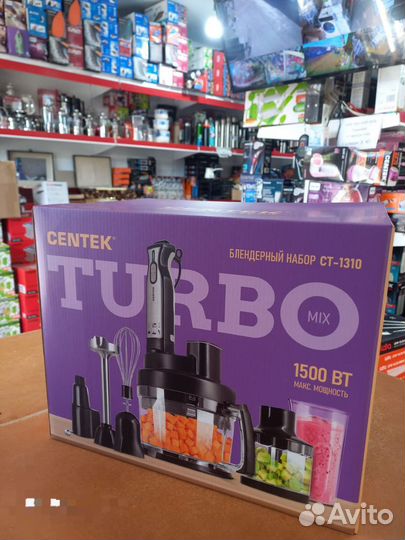 CENTEK®
БЛЕНДЕРНЫЙ НАБОР CT-1310
TURBO
MIX
1500 ВТ
МАКС. МОЩНОСТЬ
Avito